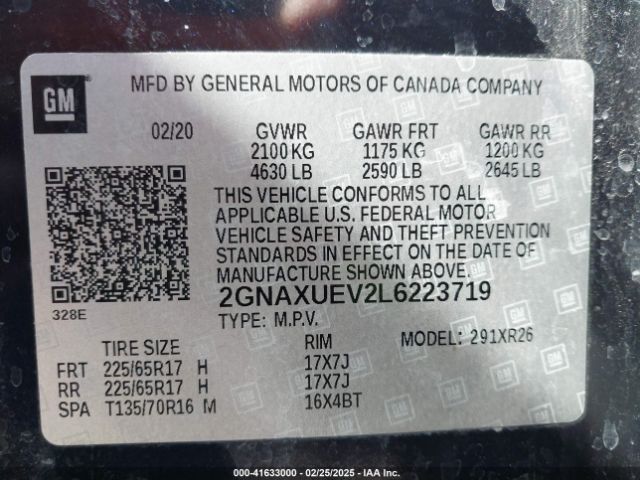 GM
MFD BY GENERAL MOTORS OF CANADA COMPANY
02/20 GVWR GAWR FRT GAWR RR
2100 KG 1175 KG 1200 KG
4630 LB 2590 LB 2645 LB
THIS VEHICLE CONFORMS TO ALL
APPLICABLE U.S. FEDERAL MOTOR
VEHICLE SAFETY AND THEFT PREVENTION
STANDARDS IN EFFECT ON THE DATE OF
MANUFACTURE SHOWN ABOVE.
328E 2GNAXUEV2L6223719
TYPE: M.P.V. MODEL: 291XR26
TIRE SIZE RIM
FRT 225/65R17 H 17X7J
RR 225/65R17 H 17X7J
SPA T135/70R16 M 16X4BT
000-41633000 - 02/25/2025 - IAA Inc.